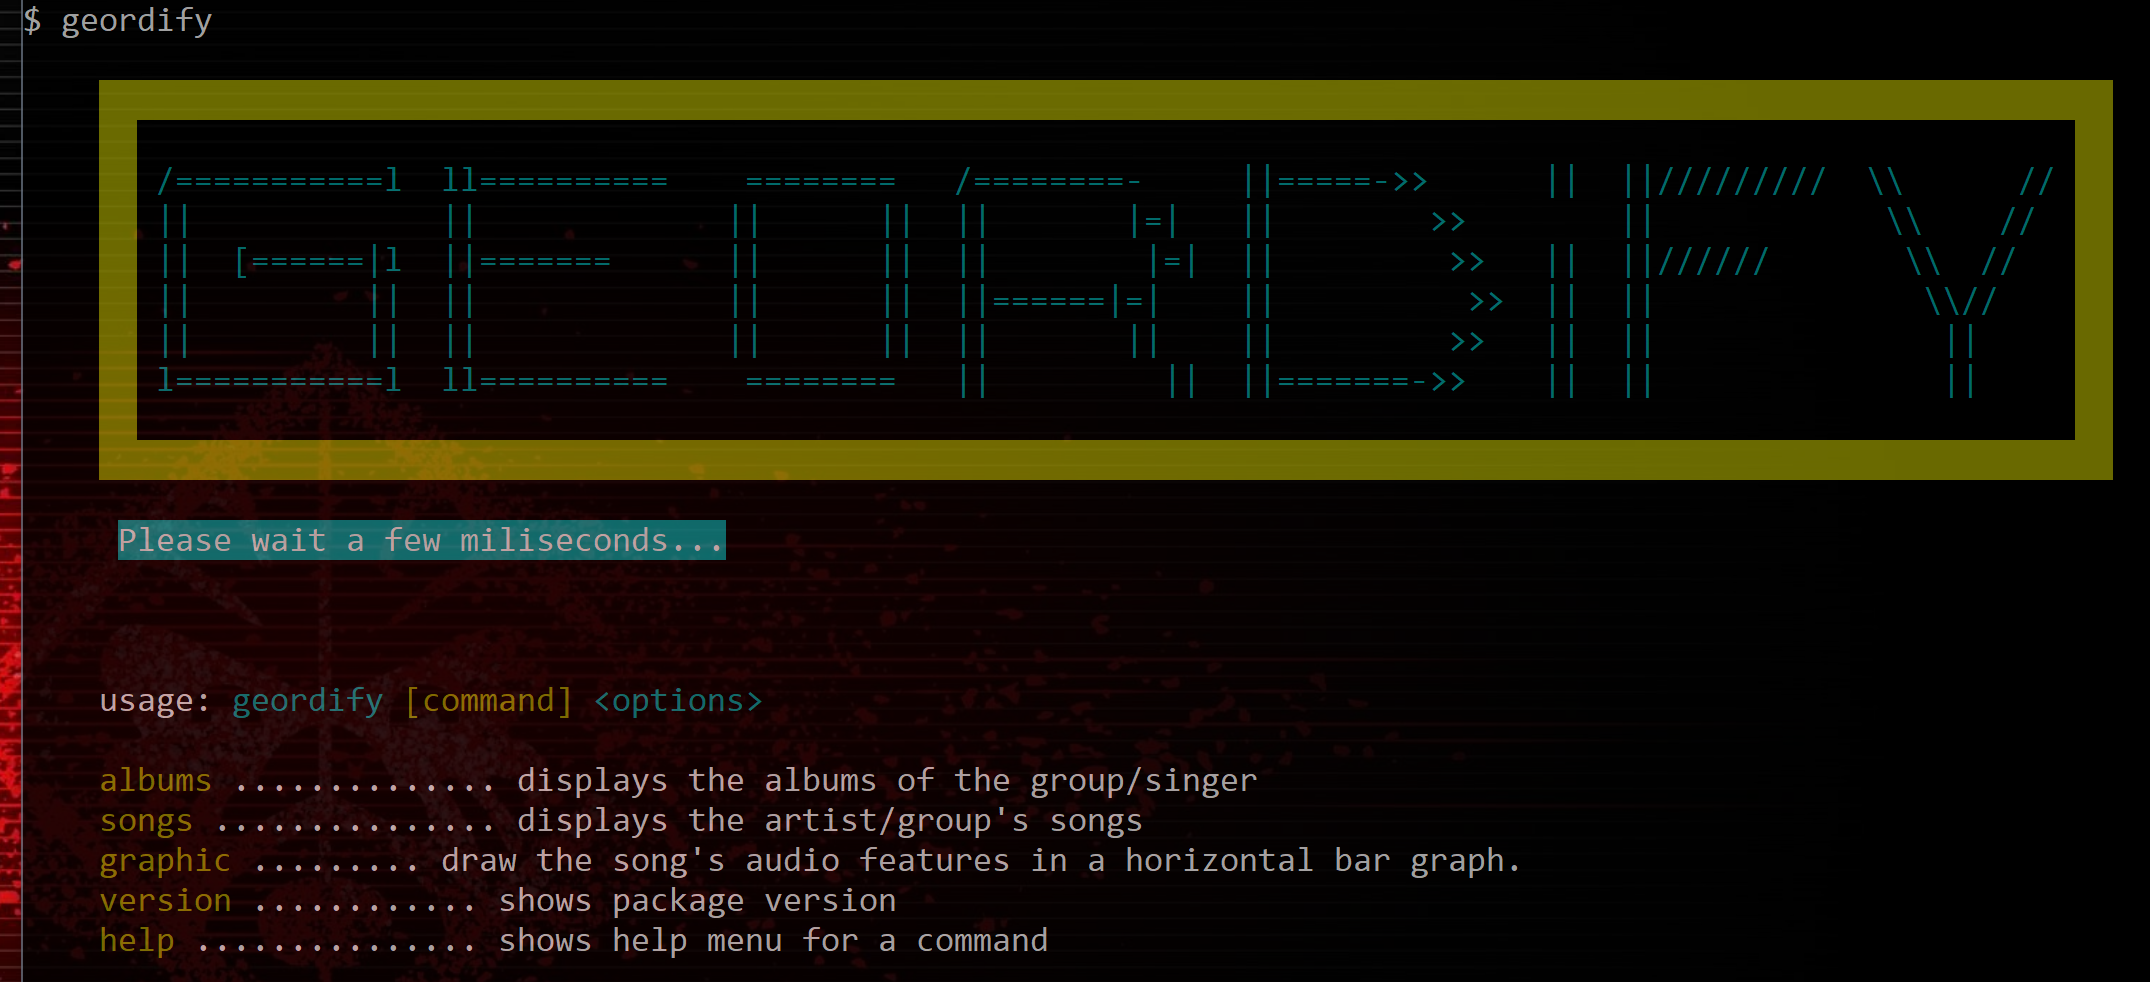 $ geordify
GEORDIFY
Please wait a few miliseconds...
usage: geordify [command] <options>
albums .............. displays the albums of the group/singer
songs ............... displays the artist/group's songs
graphic ......... draw the song's audio features in a horizontal bar graph.
version ............ shows package version
help ............... shows help menu for a command